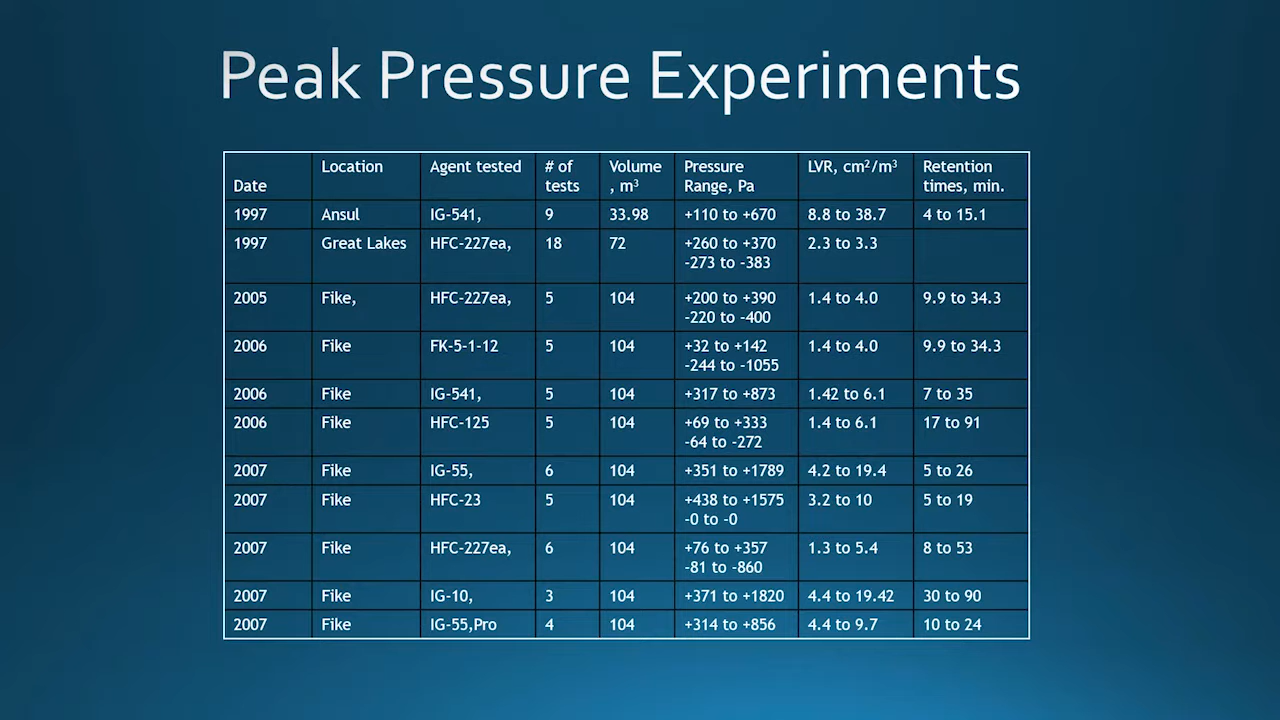 Peak Pressure Experiments
Date Location Agent tested # of tests Volume , m³ Pressure Range, Pa LVR, cm²/m³ Retention times, min.
1997 Ansul IG-541, 9 33.98 +110 to +670 8.8 to 38.7 4 to 15.1
1997 Great Lakes HFC-227ea, 18 72 +260 to +370 -273 to -383 2.3 to 3.3
2005 Fike, HFC-227ea, 5 104 +200 to +390 -220 to -400 1.4 to 4.0 9.9 to 34.3
2006 Fike FK-5-1-12 5 104 +32 to +142 -244 to -1055 1.4 to 4.0 9.9 to 34.3
2006 Fike IG-541, 5 104 +317 to +873 1.42 to 6.1 7 to 35
2006 Fike HFC-125 5 104 +69 to +333 -64 to -272 1.4 to 6.1 17 to 91
2007 Fike IG-55, 6 104 +351 to +1789 4.2 to 19.4 5 to 26
2007 Fike HFC-23 5 104 +438 to +1575 -0 to -0 3.2 to 10 5 to 19
2007 Fike HFC-227ea, 6 104 +76 to +357 -81 to -860 1.3 to 5.4 8 to 53
2007 Fike IG-10, 3 104 +371 to +1820 4.4 to 19.42 30 to 90
2007 Fike IG-55,Pro 4 104 +314 to +856 4.4 to 9.7 10 to 24